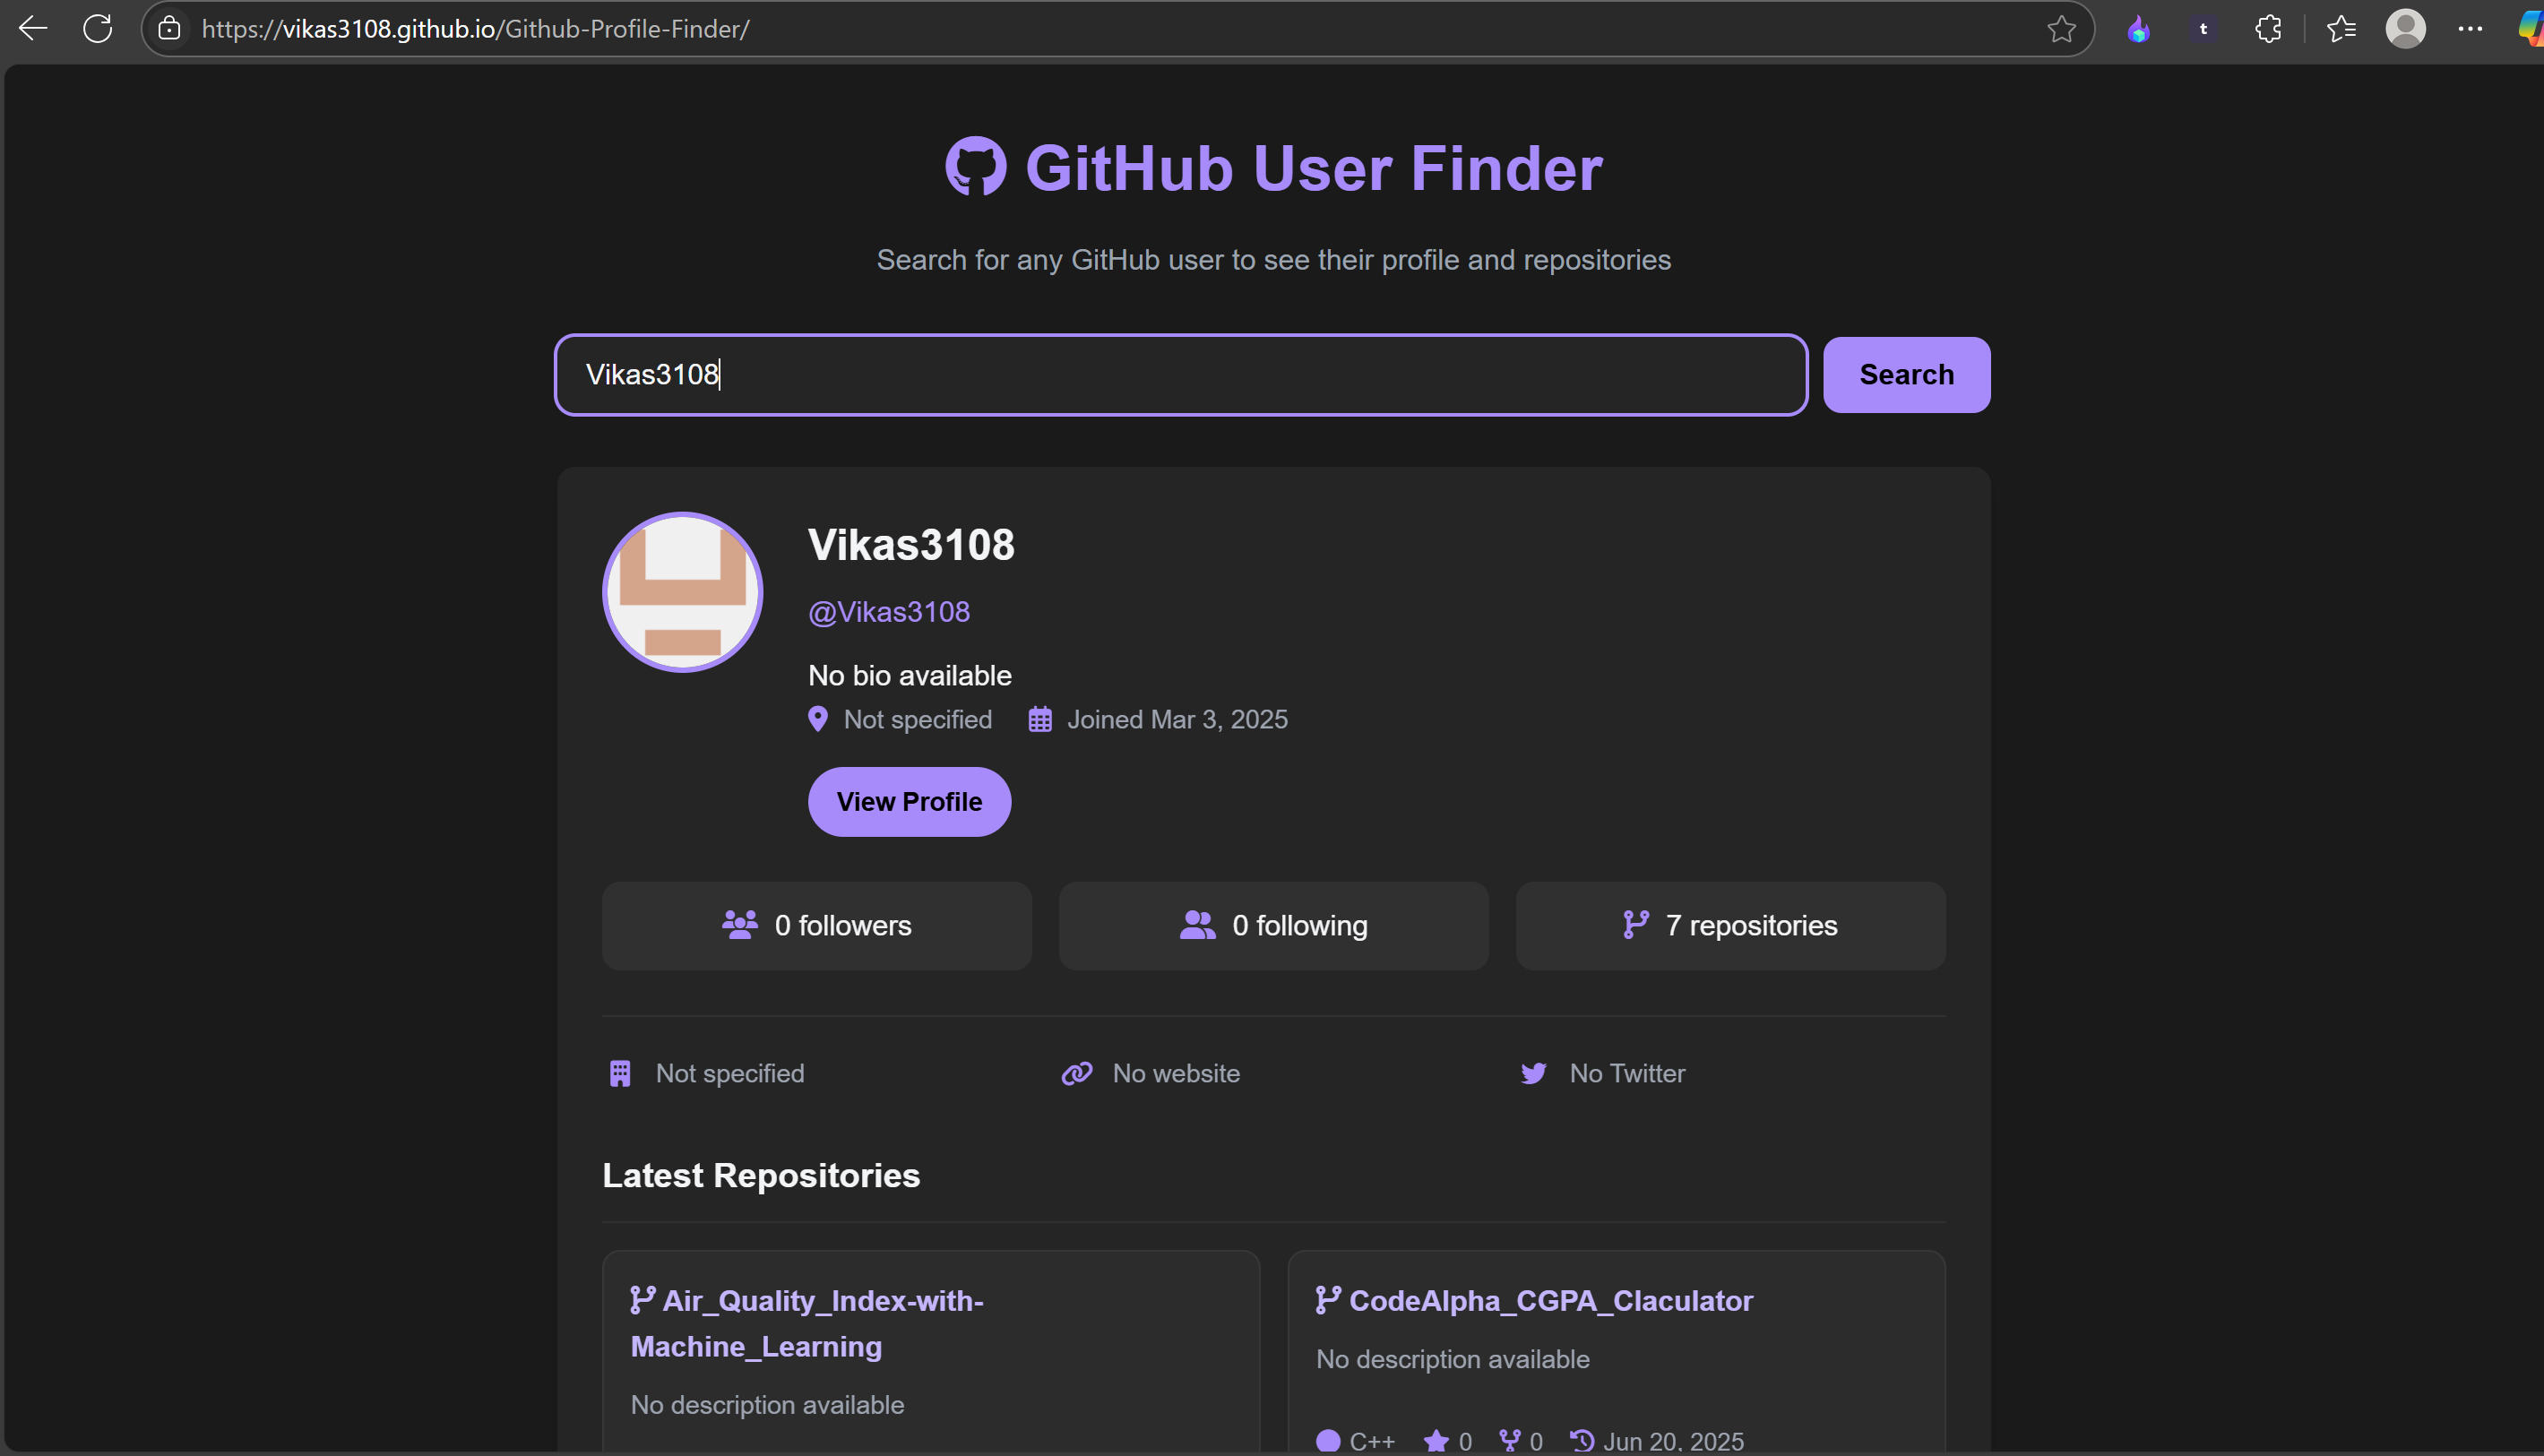 https://vikas3108.github.io/Github-Profile-Finder/
t
GitHub User Finder
Search for any GitHub user to see their profile and repositories
Vikas3108
Search
Vikas3108
@Vikas3108
No bio available
Not specified Joined Mar 3, 2025
View Profile
0 followers 0 following 7 repositories
Not specified No website No Twitter
Latest Repositories
Air_Quality_Index-with-
Machine_Learning
No description available
CodeAlpha_CGPA_Claculator
No description available
C++ 0 0 Jun 20, 2025